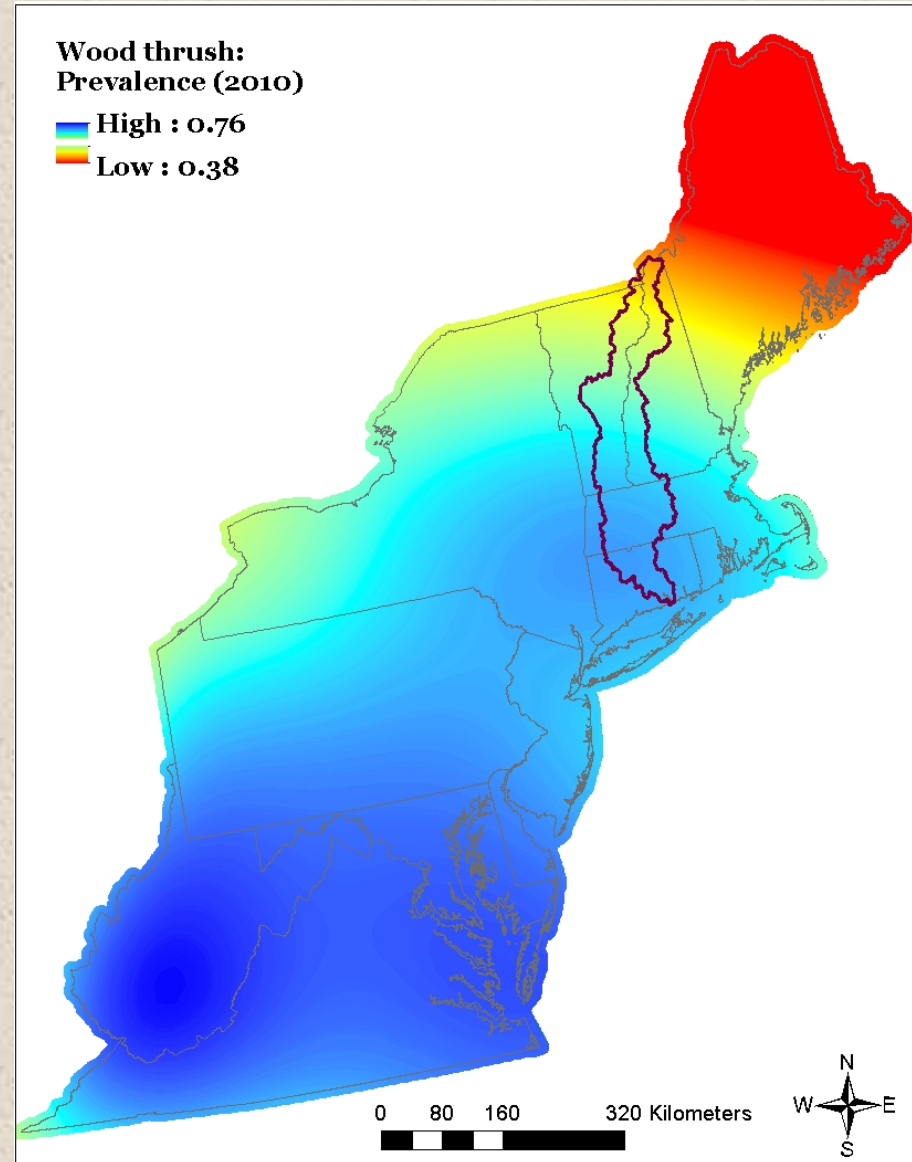 Wood thrush:
Prevalence (2010)
High : 0.76
Low : 0.38
N
W E
S
0 80 160 320 Kilometers